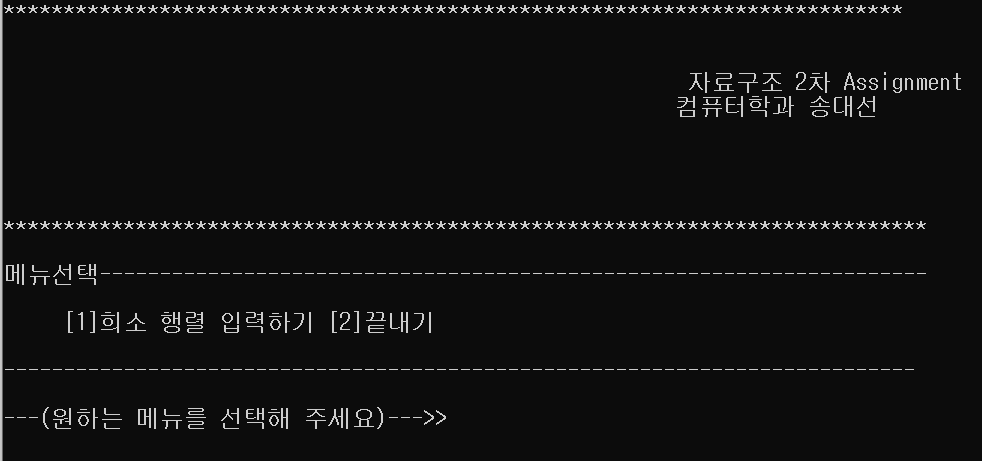 ***************************************************************************
자료구조 2차 Assignment
컴퓨터학과 송대선
*****************************************************************************
메뉴선택---------------------------------------------------------------------
[1]희소 행렬 입력하기 [2]끝내기
----------------------------------------------------------------------------
---(원하는 메뉴를 선택해 주세요)--->>